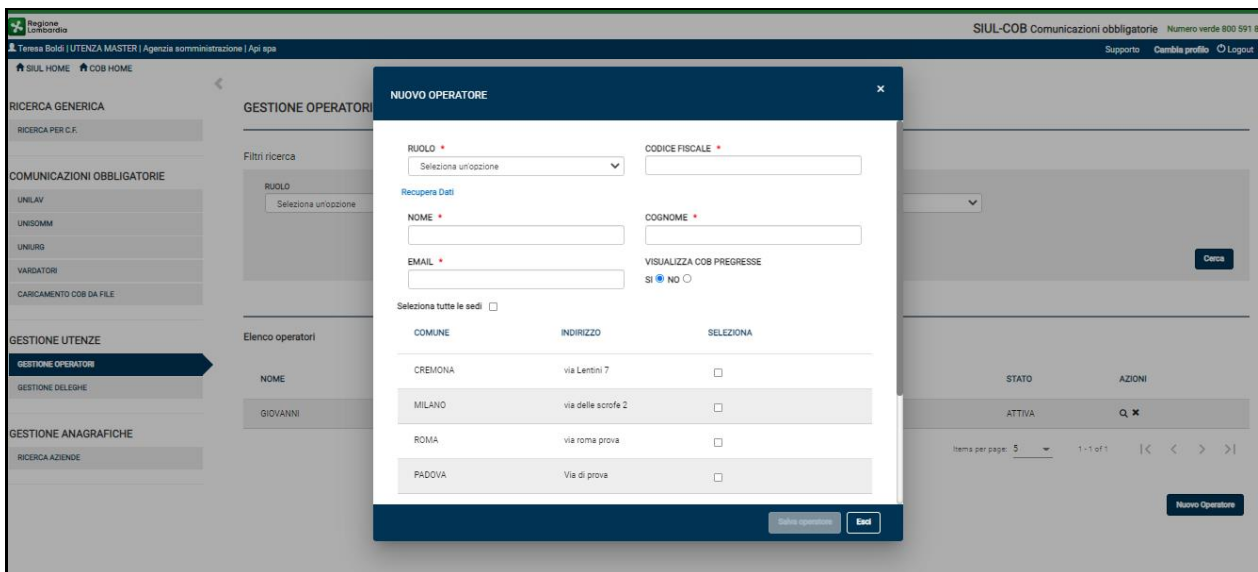 Regione
Lombardia
SIUL-COB Comunicazioni obbligatorie Numero verde 800 591 8
Teresa Boldi | UTENZA MASTER | Agenzia somministrazione | Api spa
Supporto Cambia profilo Logout
SIUL HOME COB HOME
RICERCA GENERICA
RICERCA PER C.F.
COMUNICAZIONI OBBLIGATORIE
UNILAV
UNISOMM
UNIURG
VARDATORI
CARICAMENTO COB DA FILE
GESTIONE UTENZE
GESTIONE OPERATORI
GESTIONE DELEGHE
GESTIONE ANAGRAFICHE
RICERCA AZIENDE
GESTIONE OPERATORI
Filtri ricerca
RUOLO
Seleziona un'opzione
Cerca
Elenco operatori
NOME STATO AZIONI
GIOVANNI ATTIVA
Items per page: 5 1 - 1 of 1
Nuovo Operatore
NUOVO OPERATORE ×
RUOLO * CODICE FISCALE *
Seleziona un'opzione
Recupera Dati
NOME * COGNOME *
EMAIL * VISUALIZZA COB PREGRESSE
SI NO
Seleziona tutte le sedi
COMUNE INDIRIZZO SELEZIONA
CREMONA via Lentini 7
MILANO via delle scrofe 2
ROMA via roma prova
PADOVA Via di prova
Salva operatore Esci